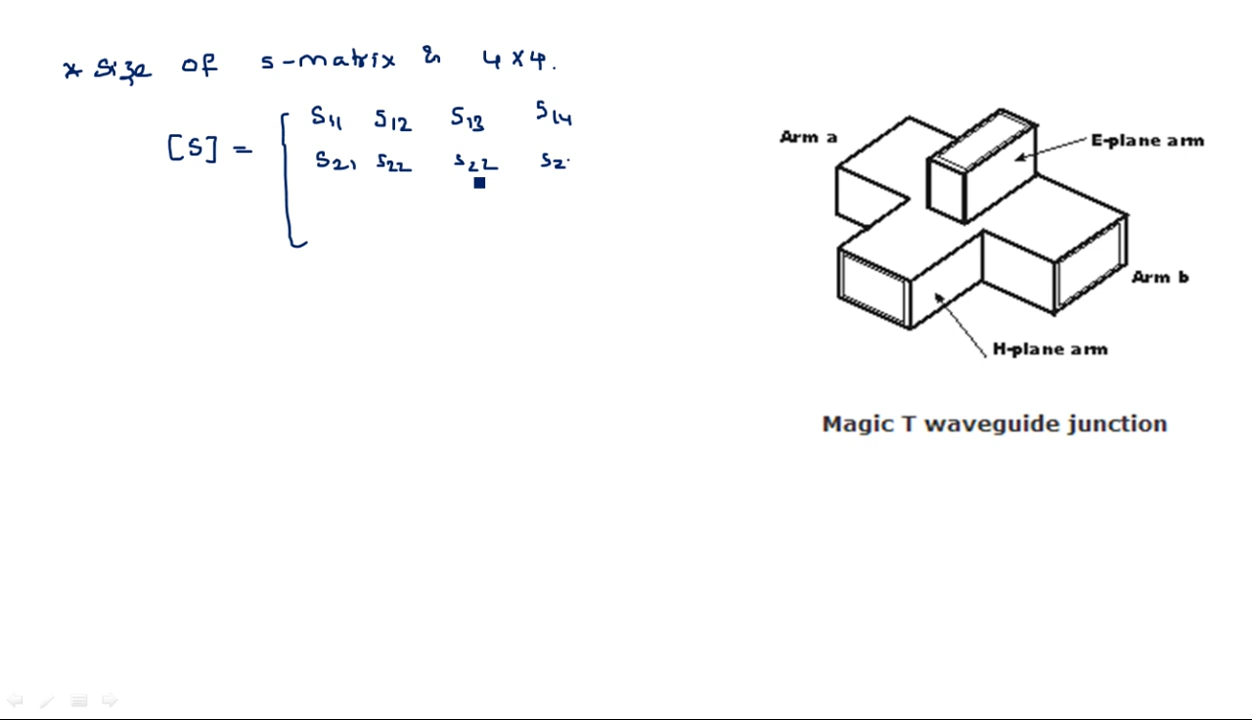 * Size of s-matrix is 4x4.
[S] = [ S11 S12 S13 S14
S21 S22 S22 S2
Arm a
E-plane arm
Arm b
H-plane arm
Magic T waveguide junction